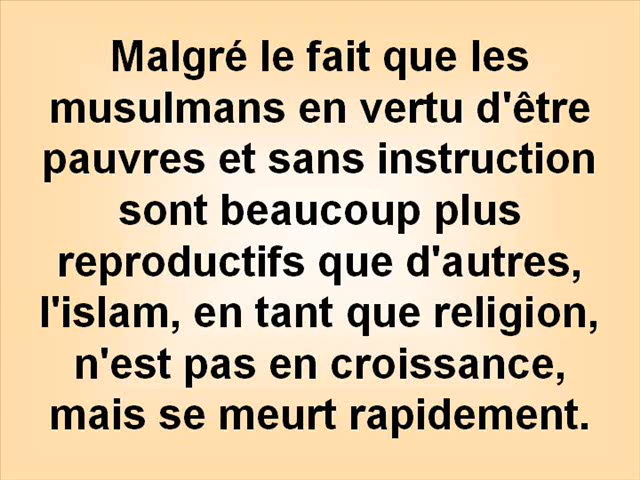 Malgré le fait que les
musulmans en vertu d'être
pauvres et sans instruction
sont beaucoup plus
reproductifs que d'autres,
l'islam, en tant que religion,
n'est pas en croissance,
mais se meurt rapidement.